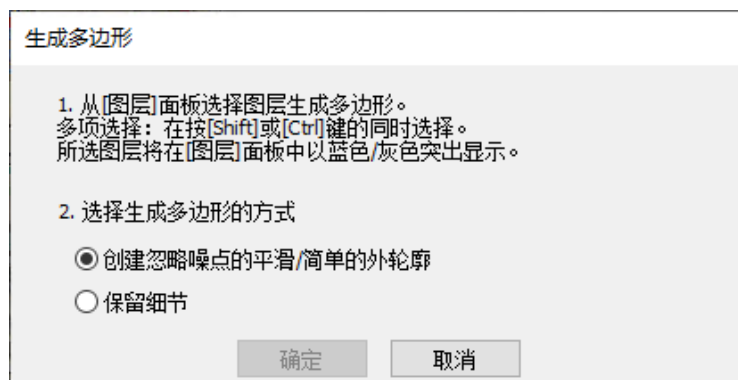 生成多边形
1. 从[图层]面板选择图层生成多边形。
多项选择：在按[Shift]或[Ctrl]键的同时选择。
所选图层将在[图层]面板中以蓝色/灰色突出显示。
2. 选择生成多边形的方式
创建忽略噪点的平滑/简单的外轮廓
保留细节
确定 取消